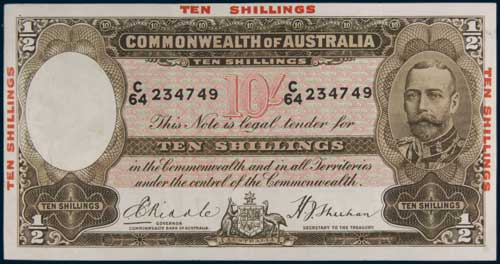 TEN SHILLINGS
1/2 COMMONWEALTH OF AUSTRALIA 1/2
TEN SHILLINGS
C/64 234749 10/- C/64 234749
This Note is legal tender for
TEN SHILLINGS
in the Commonwealth and in all Territories
under the control of the Commonwealth.
TEN SHILLINGS
TEN SHILLINGS
TEN SHILLINGS
TEN SHILLINGS
E Riddle
H J Sheehan
GOVERNOR
COMMONWEALTH BANK OF AUSTRALIA.
SECRETARY TO THE TREASURY
AUSTRALIA
1/2
1/2